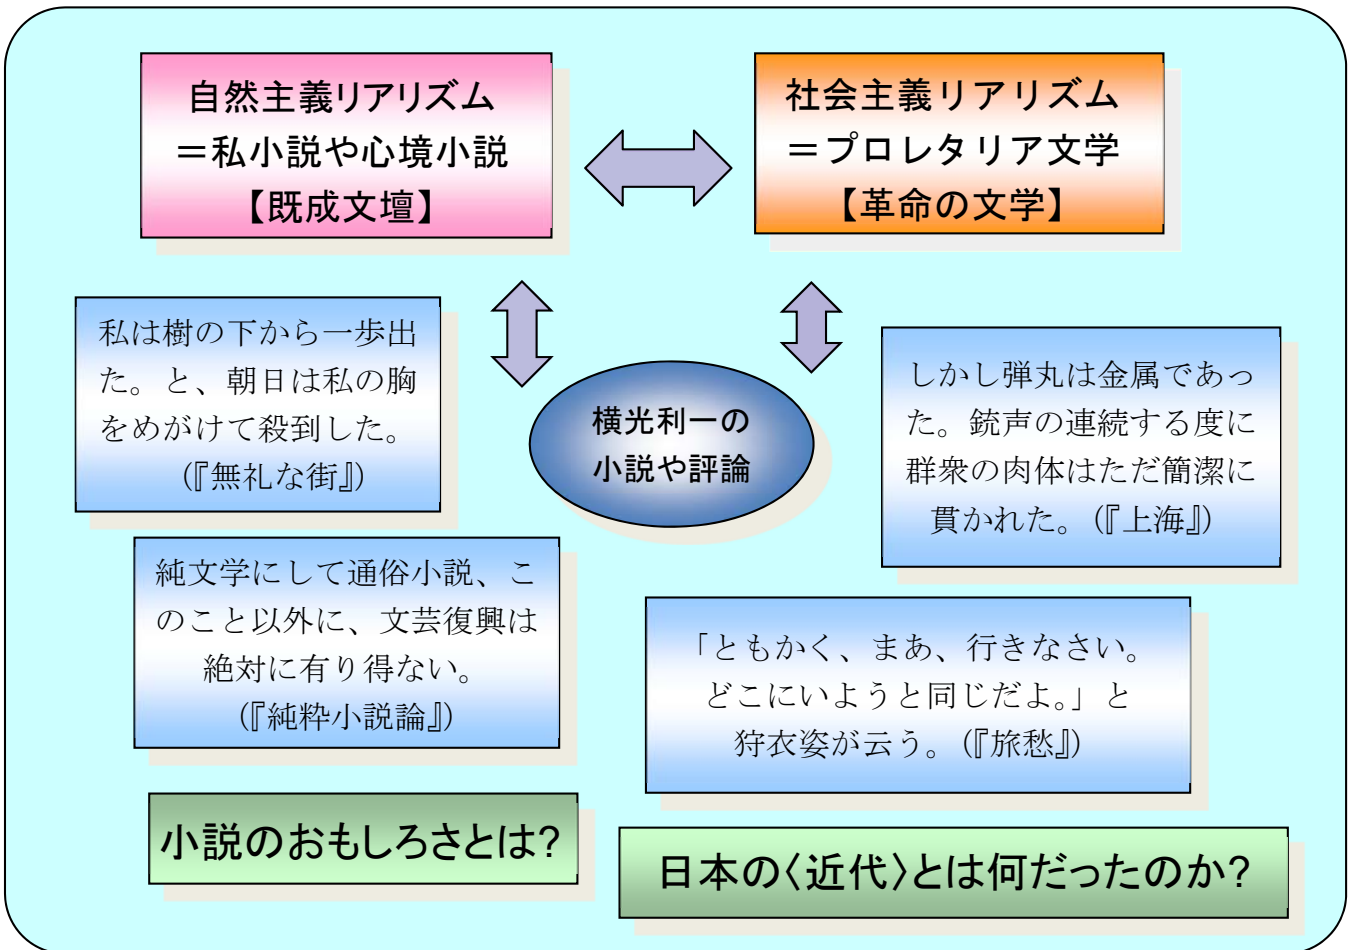 自然主義リアリズム
＝私小説や心境小説
【既成文壇】
社会主義リアリズム
＝プロレタリア文学
【革命の文学】
私は樹の下から一歩出
た。と、朝日は私の胸
をめがけて殺到した。
(『無礼な街』)
横光利一の
小説や評論
しかし弾丸は金属であっ
た。銃声の連続する度に
群衆の肉体はただ簡潔に
貫かれた。(『上海』)
純文学にして通俗小説、こ
のこと以外に、文芸復興は
絶対に有り得ない。
(『純粋小説論』)
「ともかく、まあ、行きなさい。
どこにいようと同じだよ。」と
狩衣姿が云う。(『旅愁』)
小説のおもしろさとは?
日本の〈近代〉とは何だったのか?